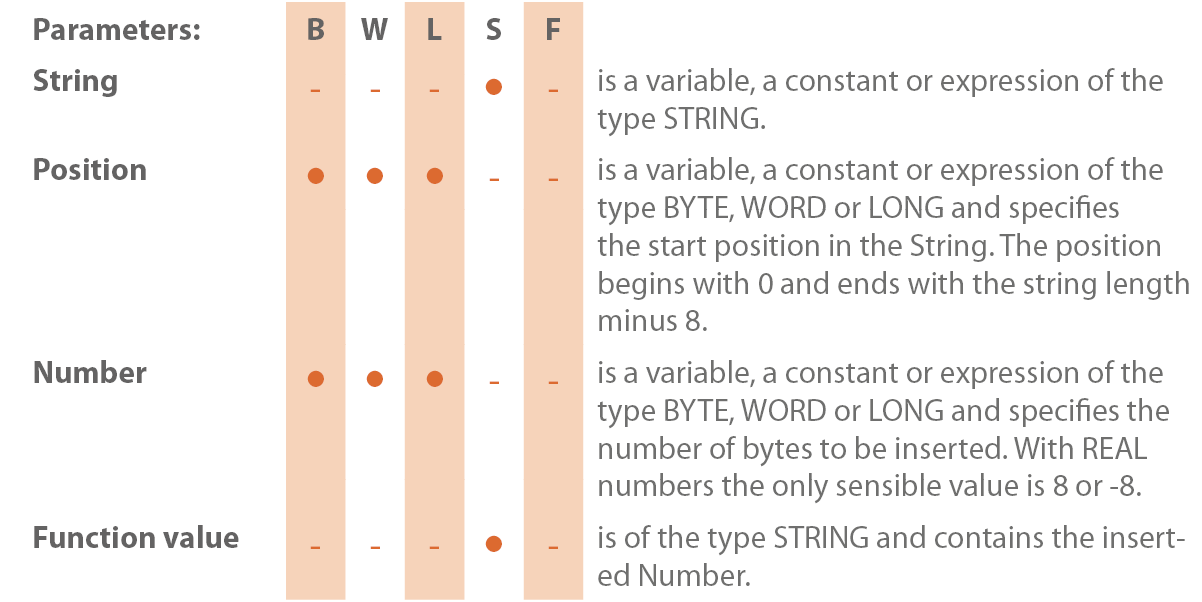 Parameters: B W L S F
String - - - ● - is a variable, a constant or expression of the
type STRING.
Position ● ● ● - - is a variable, a constant or expression of the
type BYTE, WORD or LONG and specifies
the start position in the String. The position
begins with 0 and ends with the string length
minus 8.
Number ● ● ● - - is a variable, a constant or expression of the
type BYTE, WORD or LONG and specifies the
number of bytes to be inserted. With REAL
numbers the only sensible value is 8 or -8.
Function value - - - ● - is of the type STRING and contains the insert-
ed Number.